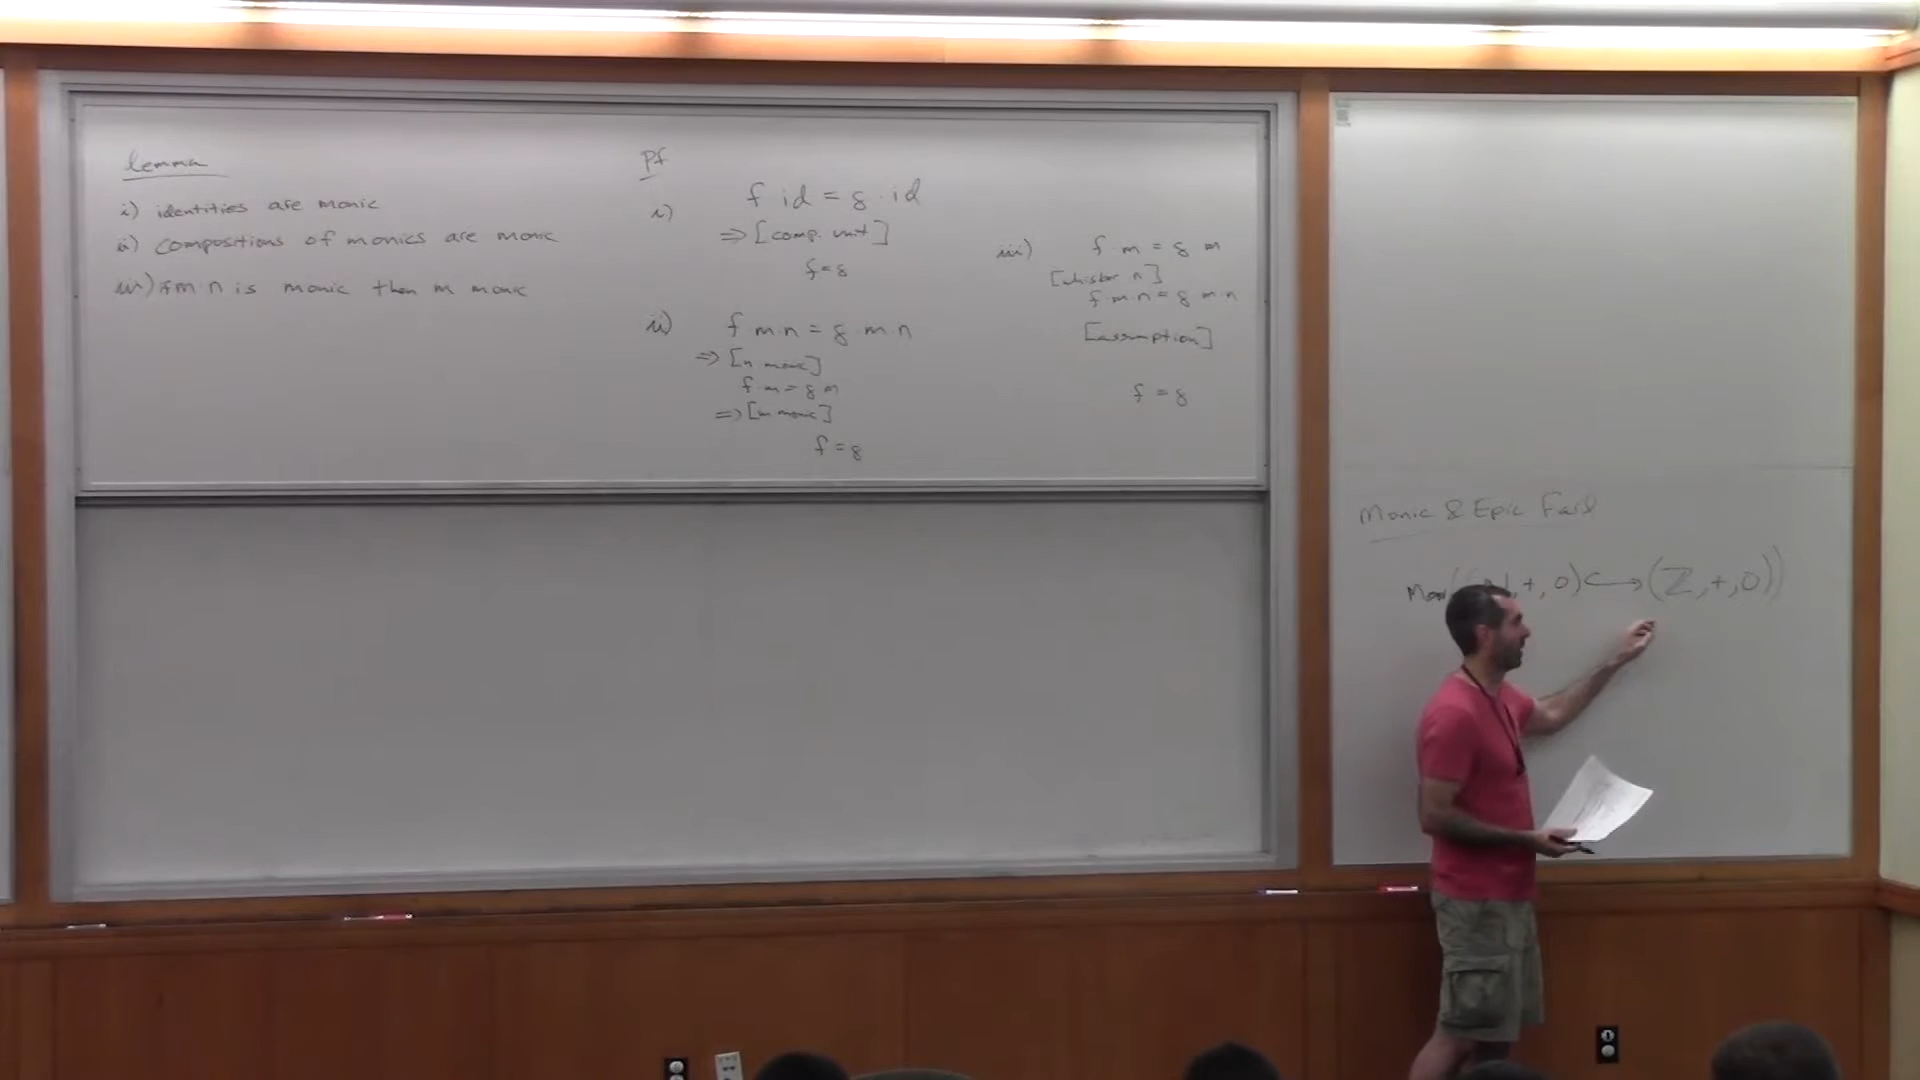 lemma
i) identities are monic
ii) compositions of monics are monic
iii) if m·n is monic then m monic
Pf
i) f·id = g·id
⇒ [comp. unit]
f = g
ii) f·m·n = g·m·n
⇒ [n monic]
f·m = g·m
⇒ [m monic]
f = g
iii) f·m = g·m
[whisker n]
f·m·n = g·m·n
[assumption]
f = g
Monic & Epic Fail
Mon( , +, 0) ↪ (ℤ, +, 0))